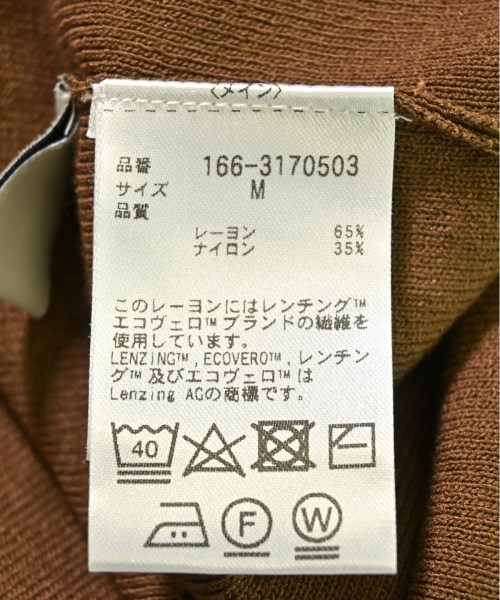 〈メイン〉
品番 166-3170503
サイズ M
品質
レーヨン 65%
ナイロン 35%
このレーヨンにはレンチング™
エコヴェロ™ブランドの繊維を
使用しています。
LENZING™,ECOVERO™,レンチン
グ™及びエコヴェロ™は
Lenzing AGの商標です。
40
F W